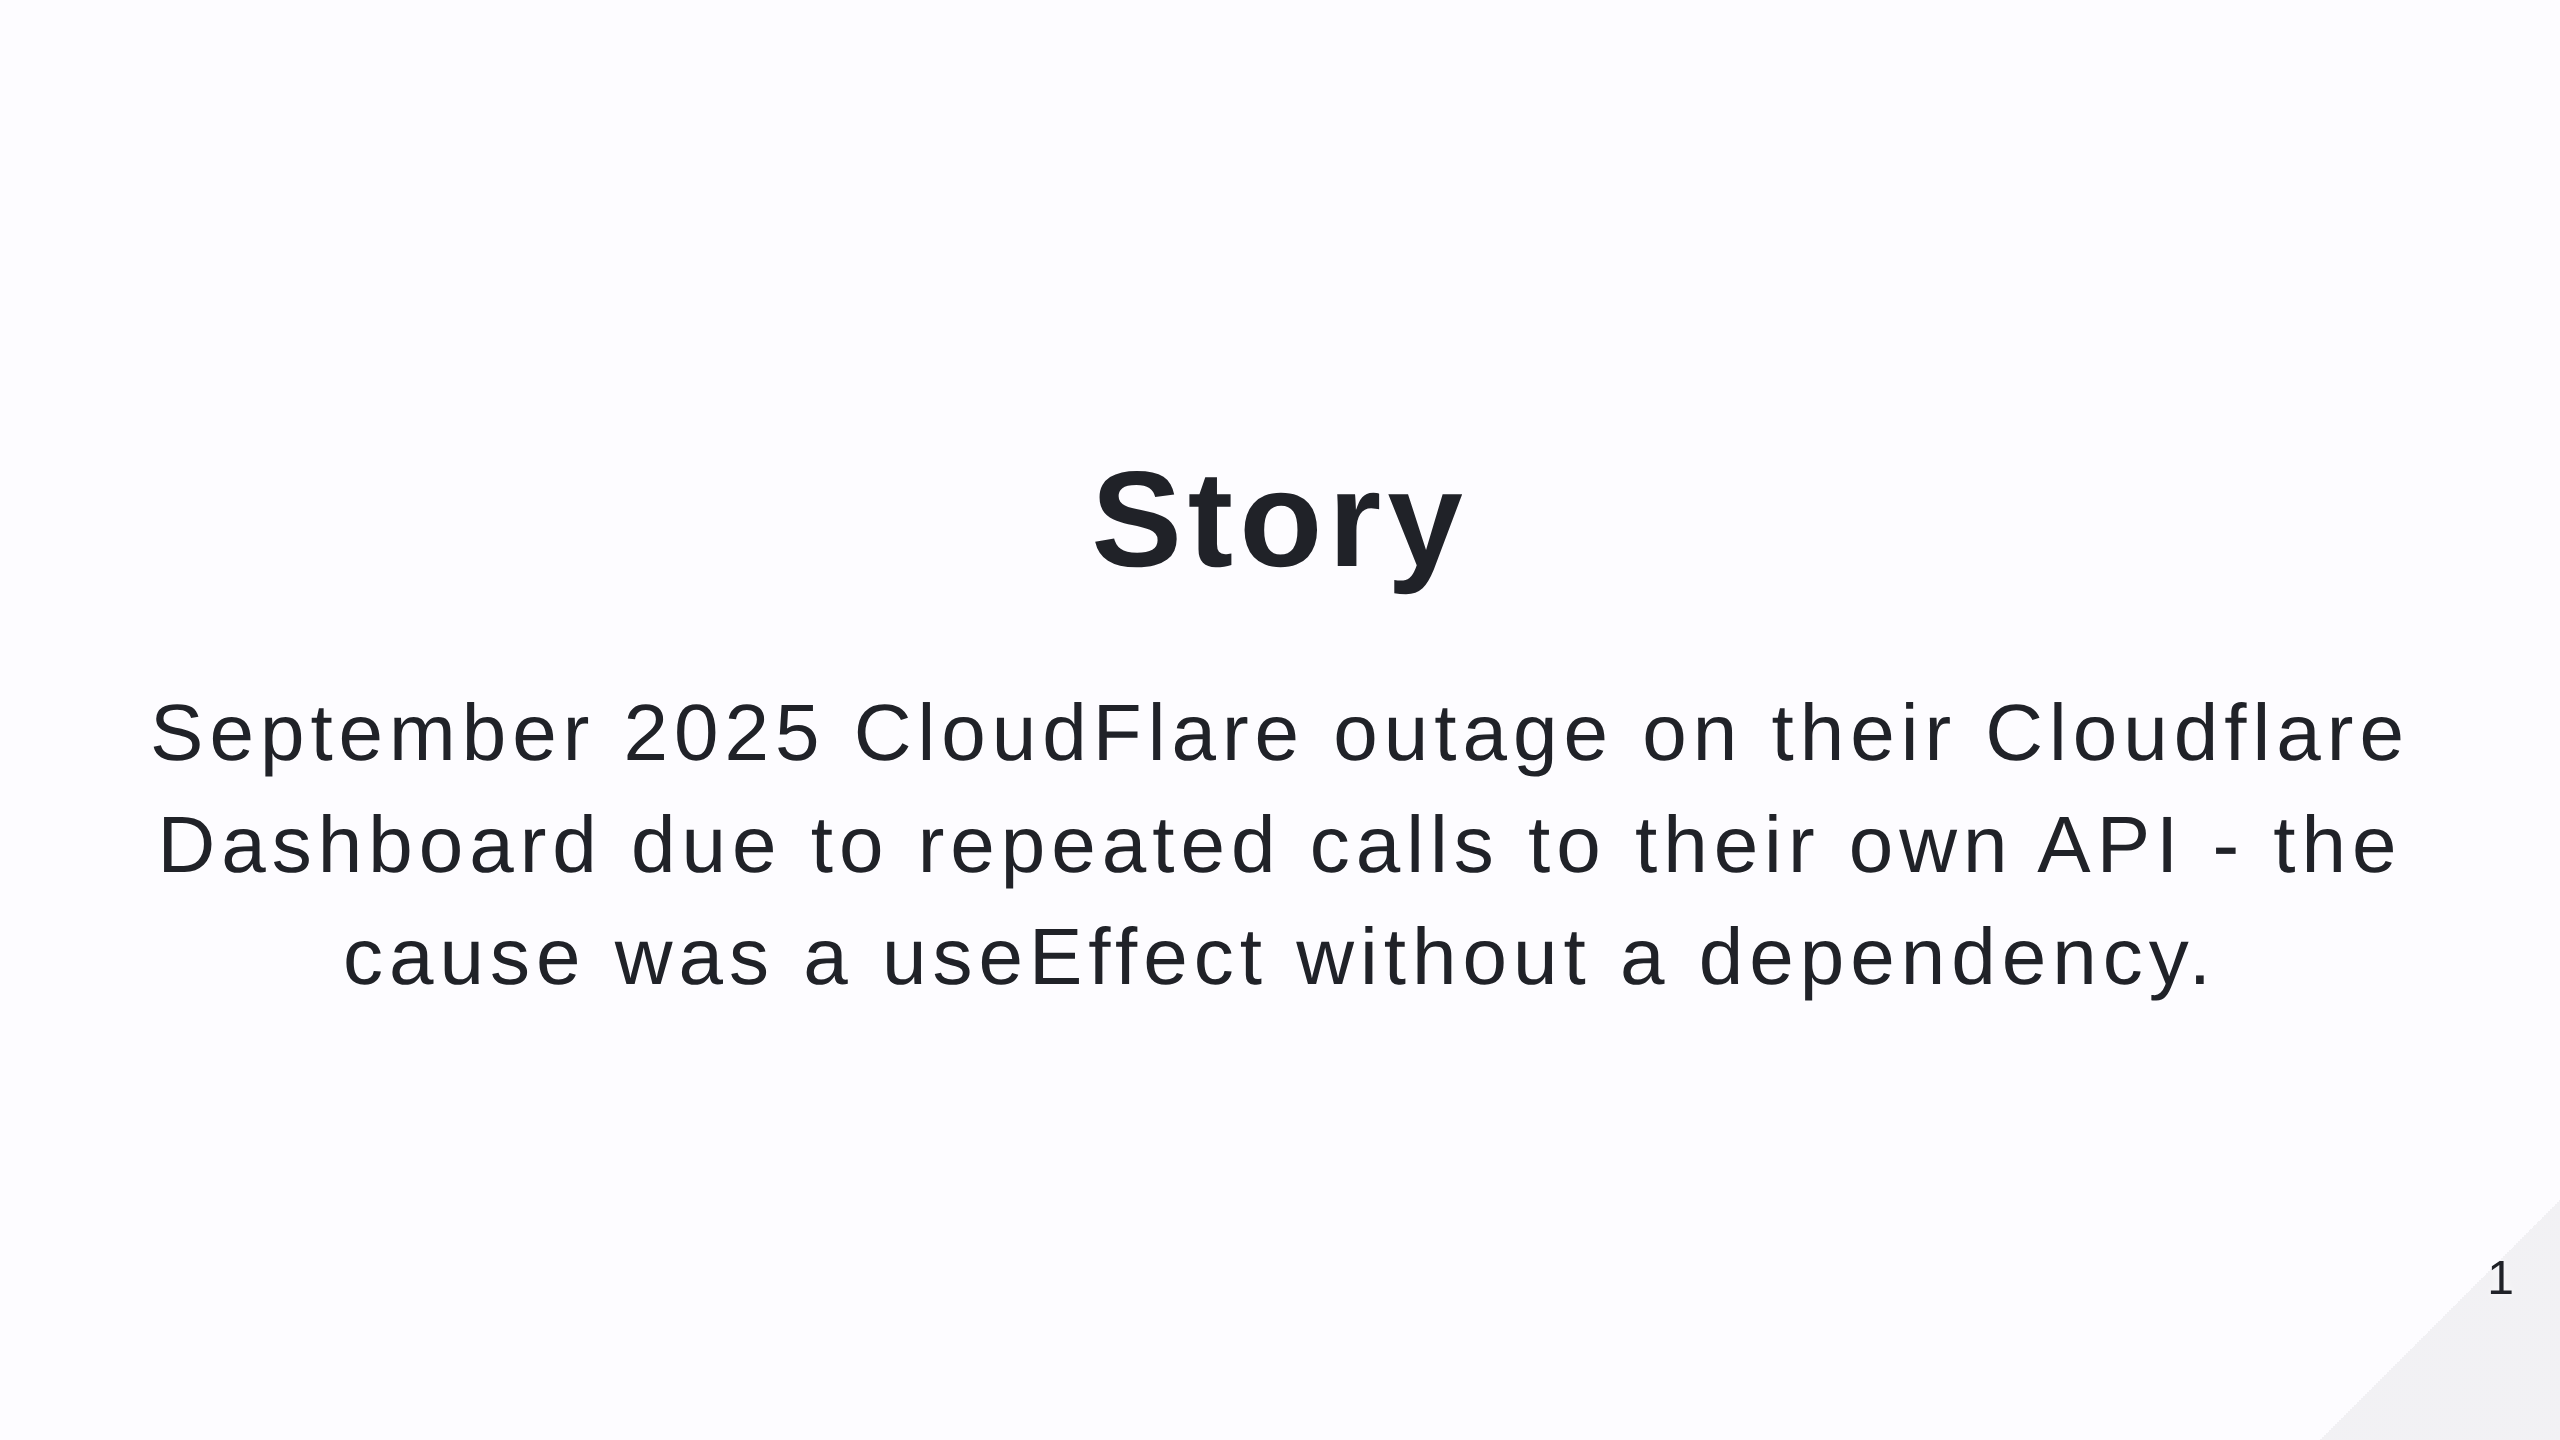 Story
September 2025 CloudFlare outage on their Cloudflare
Dashboard due to repeated calls to their own API - the
cause was a useEffect without a dependency.
1